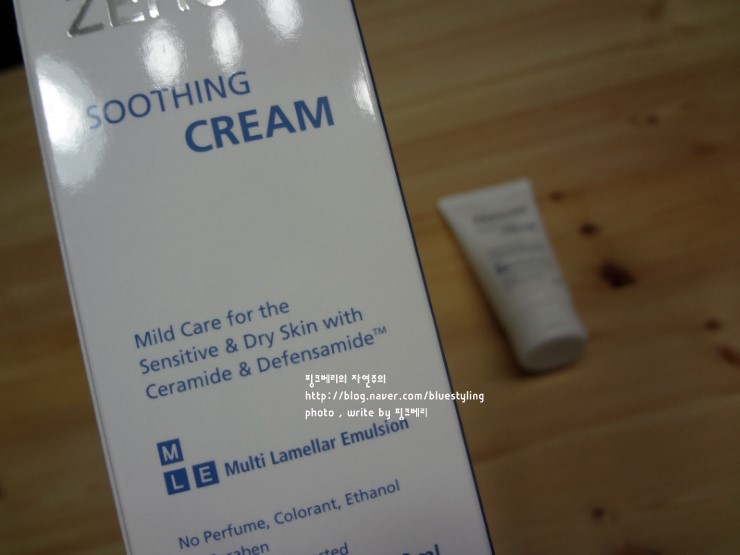 SOOTHING
CREAM
Mild Care for the
Sensitive & Dry Skin with
Ceramide & Defensamide™
핑크베리의 자연주의
http://blog.naver.com/bluestyling
photo , write by 핑크베리
M
L E Multi Lamellar Emulsion
No Perfume, Colorant, Ethanol